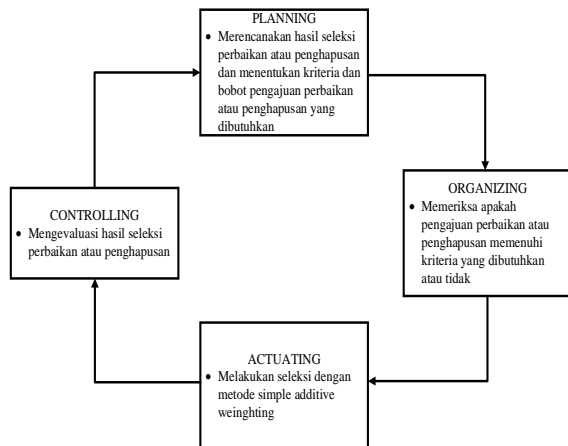 PLANNING
• Merencanakan hasil seleksi
perbaikan atau penghapusan
dan menentukan kriteria dan
bobot pengajuan perbaikan
atau penghapusan yang
dibutuhkan
ORGANIZING
• Memeriksa apakah
pengajuan perbaikan atau
penghapusan memenuhi
kriteria yang dibutuhkan
atau tidak
CONTROLLING
• Mengevaluasi hasil seleksi
perbaikan atau penghapusan
ACTUATING
• Melakukan seleksi dengan
metode simple additive
weinghting